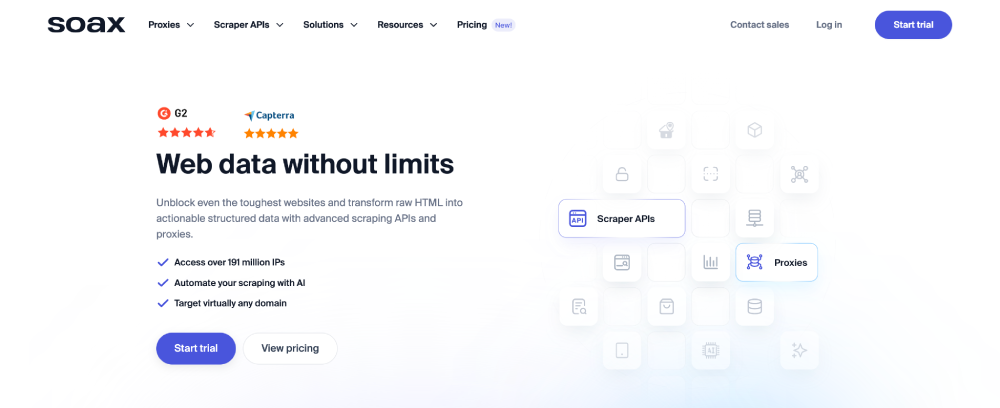 soax
Proxies
Scraper APIs
Solutions
Resources
Pricing
New!
Contact sales
Log in
Start trial
G2
Capterra
Web data without limits
Unblock even the toughest websites and transform raw HTML into
actionable structured data with advanced scraping APIs and
proxies.
Access over 191 million IPs
Automate your scraping with AI
Target virtually any domain
Start trial
View pricing
API
Scraper APIs
Proxies
AI